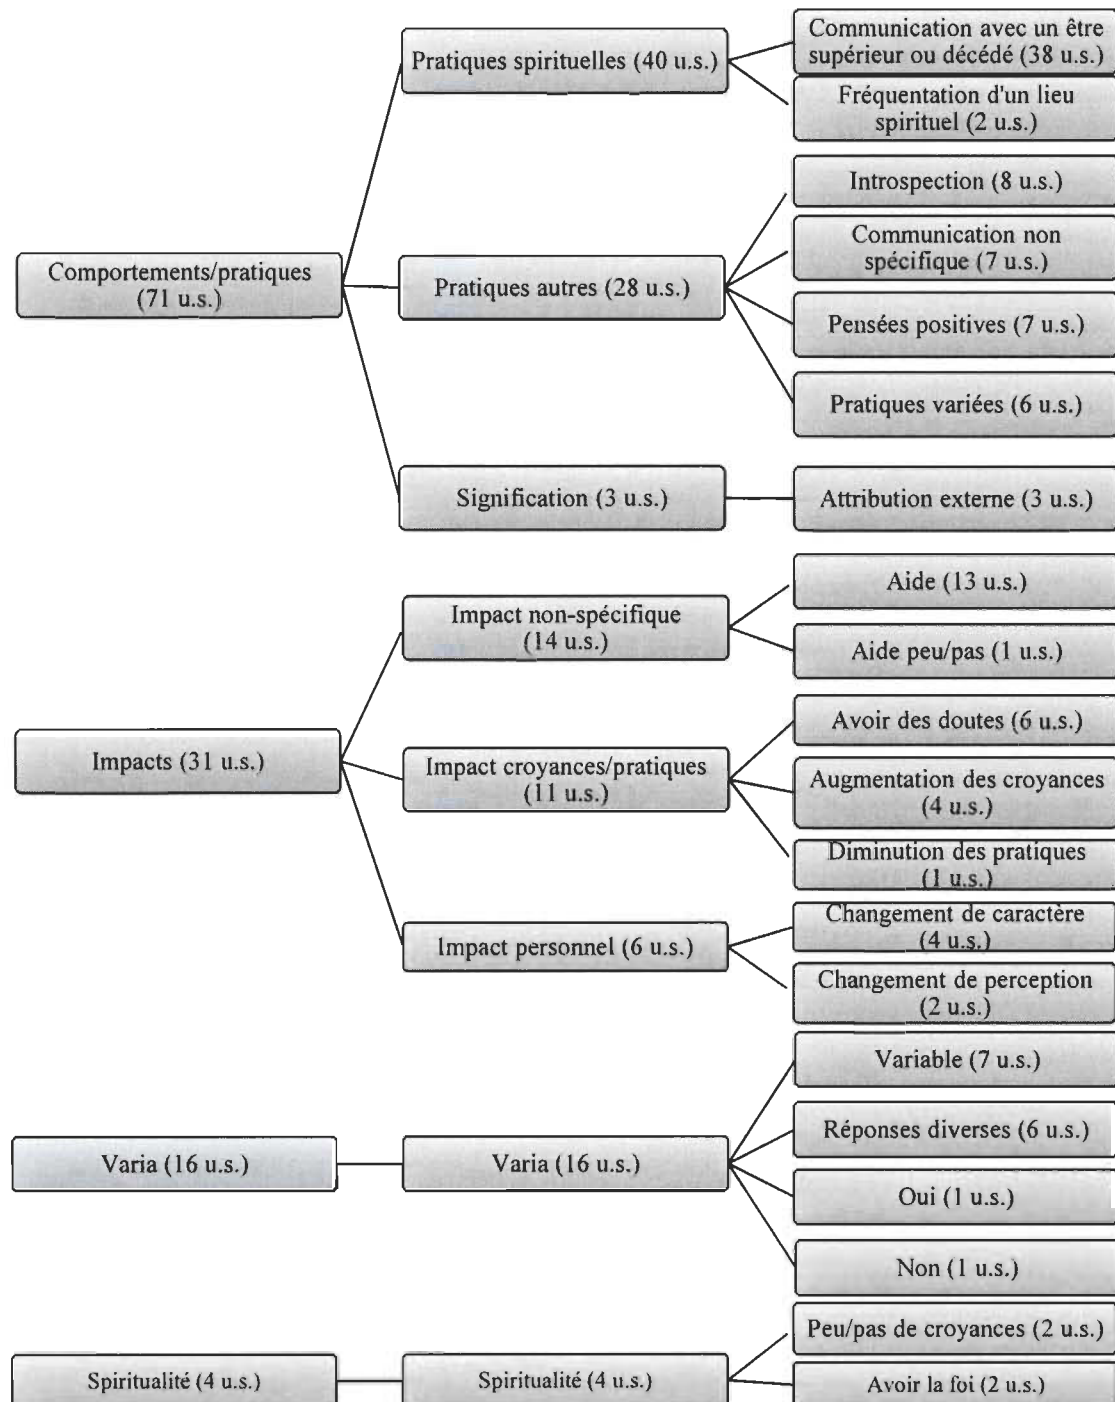 Communication avec un être
supérieur ou décédé (38 u.s.)
Pratiques spirituelles (40 u.s.)
Fréquentation d'un lieu
spirituel (2 u.s.)
Introspection (8 u.s.)
Communication non
spécifique (7 u.s.)
Comportements/pratiques
(71 u.s.)
Pratiques autres (28 u.s.)
Pensées positives (7 u.s.)
Pratiques variées (6 u.s.)
Signification (3 u.s.)
Attribution externe (3 u.s.)
Aide (13 u.s.)
Impact non-spécifique
(14 u.s.)
Aide peu/pas (1 u.s.)
Avoir des doutes (6 u.s.)
Impacts (31 u.s.)
Impact croyances/pratiques
(11 u.s.)
Augmentation des croyances
(4 u.s.)
Diminution des pratiques
(1 u.s.)
Changement de caractère
(4 u.s.)
Impact personnel (6 u.s.)
Changement de perception
(2 u.s.)
Variable (7 u.s.)
Réponses diverses (6 u.s.)
Varia (16 u.s.)
Varia (16 u.s.)
Oui (1 u.s.)
Non (1 u.s.)
Peu/pas de croyances (2 u.s.)
Spiritualité (4 u.s.)
Spiritualité (4 u.s.)
Avoir la foi (2 u.s.)